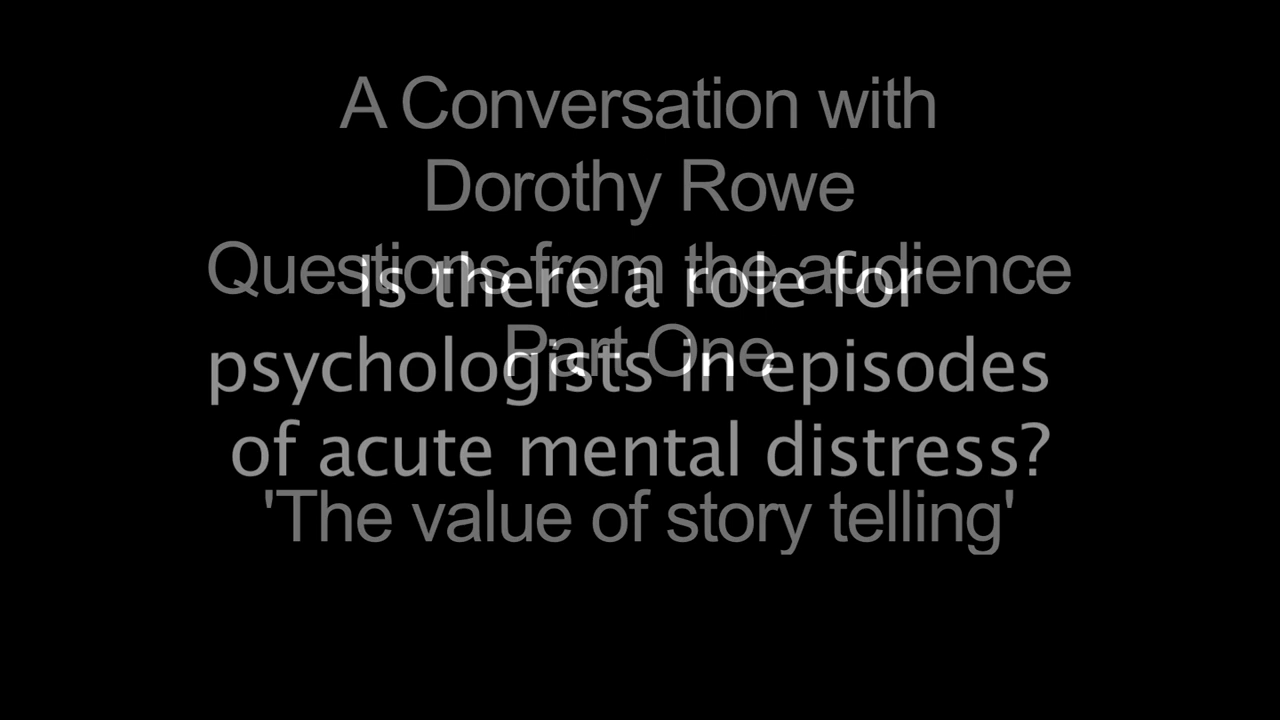 A Conversation with
Dorothy Rowe
Questions from the audience
Part One
'The value of story telling'
Is there a role for
psychologists in episodes
of acute mental distress?